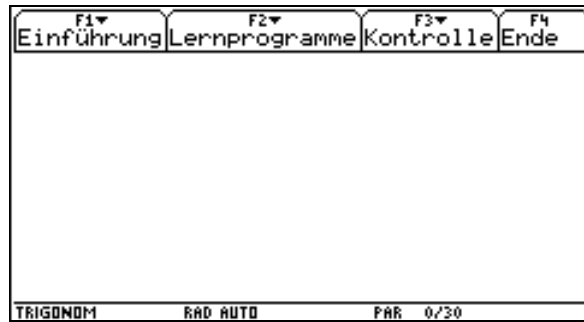 F1▾ F2▾ F3▾ F4
Einführung Lernprogramme Kontrolle Ende
TRIGONOM RAD AUTO PAR 0/30